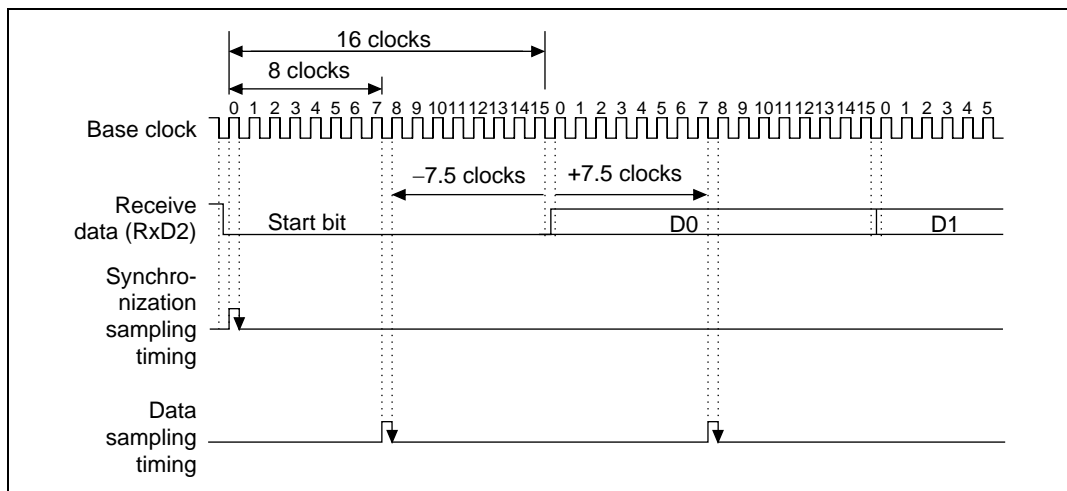 16 clocks
8 clocks
0 1 2 3 4 5 6 7 8 9 10 11 12 13 14 15 0 1 2 3 4 5 6 7 8 9 10 11 12 13 14 15 0 1 2 3 4 5
Base clock
−7.5 clocks
+7.5 clocks
Receive
data (RxD2)
Start bit
D0
D1
Synchro-
nization
sampling
timing
Data
sampling
timing